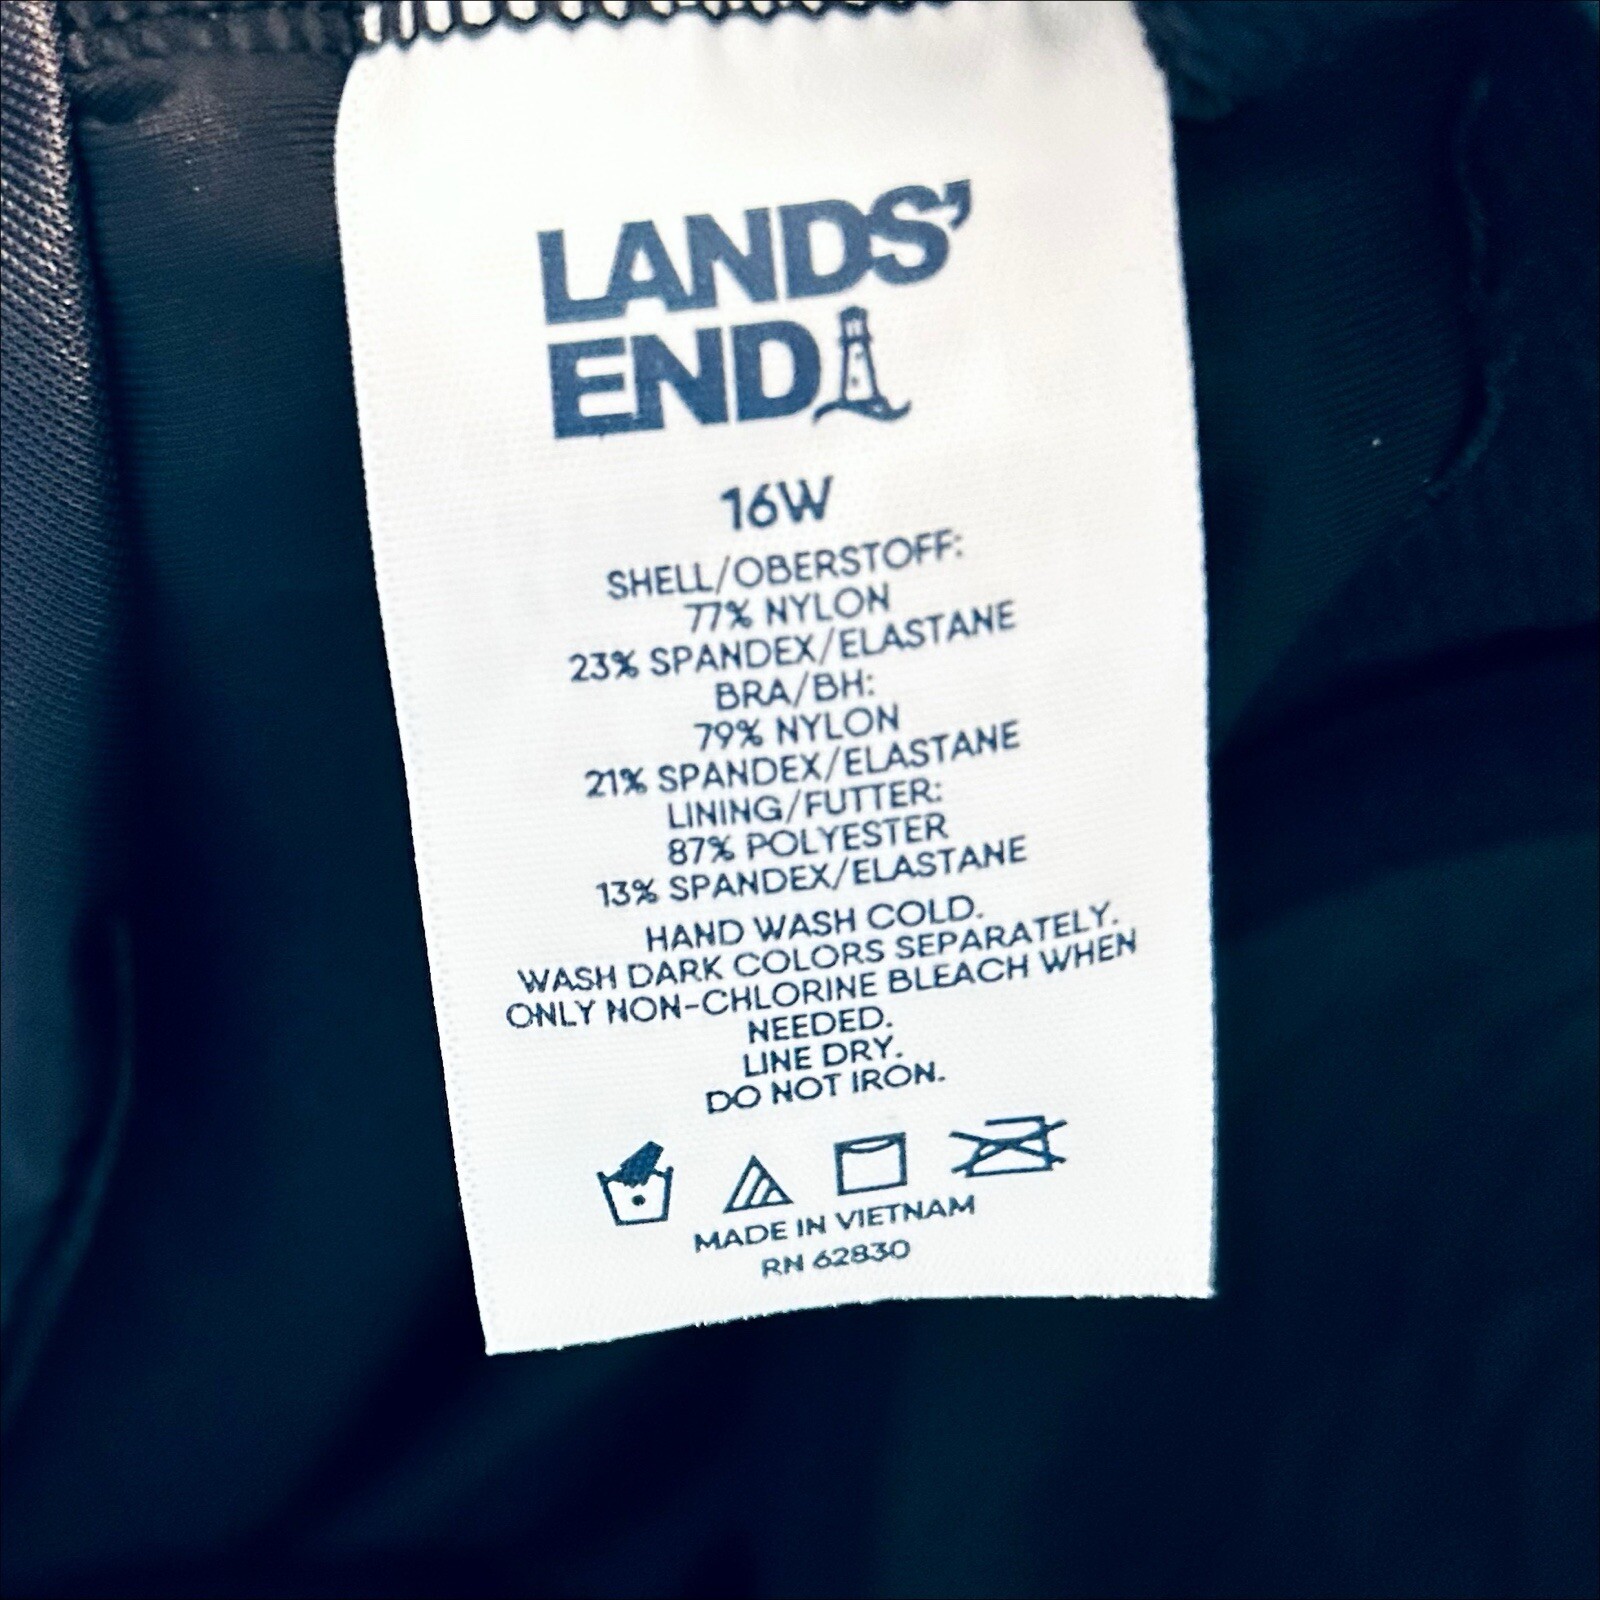 LANDS'
END
16W
SHELL/OBERSTOFF:
77% NYLON
23% SPANDEX/ELASTANE
BRA/BH:
79% NYLON
21% SPANDEX/ELASTANE
LINING/FUTTER:
87% POLYESTER
13% SPANDEX/ELASTANE
HAND WASH COLD.
WASH DARK COLORS SEPARATELY.
ONLY NON-CHLORINE BLEACH WHEN
NEEDED.
LINE DRY.
DO NOT IRON.
MADE IN VIETNAM
RN 62830